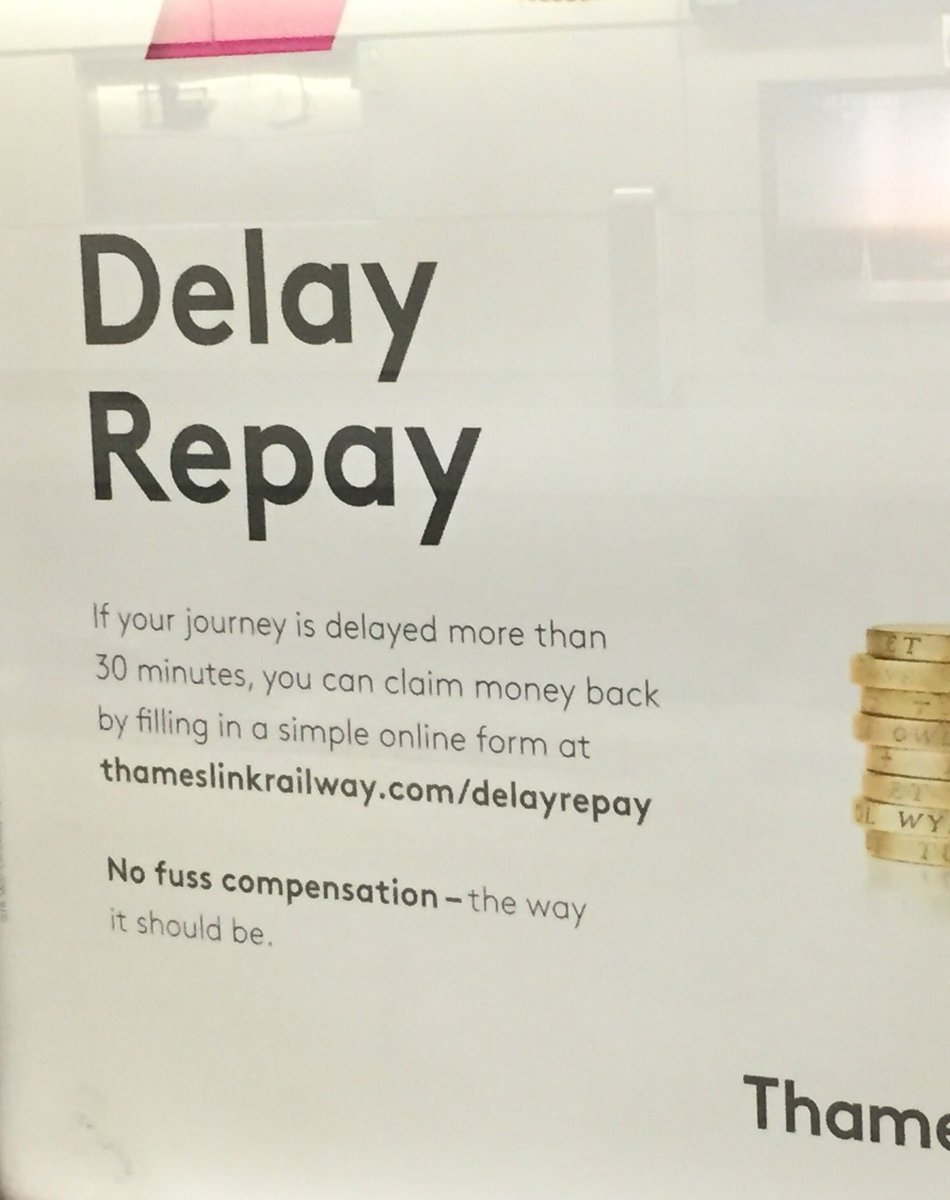 Delay
Repay
If your journey is delayed more than
30 minutes, you can claim money back
by filling in a simple online form at
thameslinkrailway.com/delayrepay
No fuss compensation – the way
it should be.
ET
OW
WY
Thame